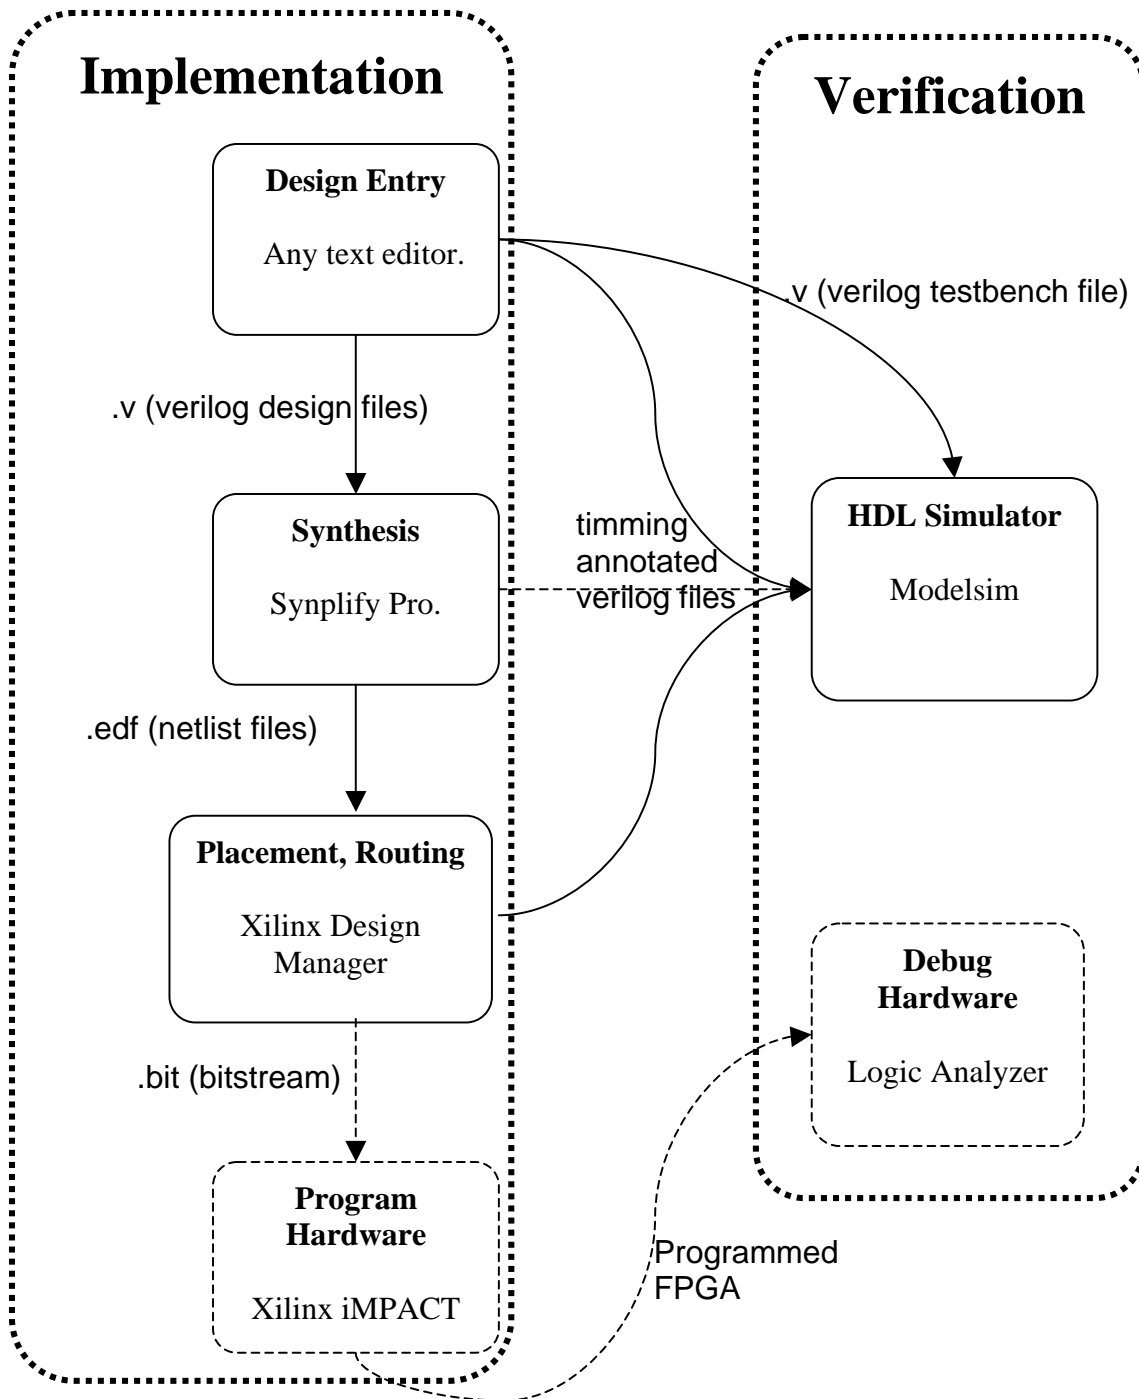 Implementation
Verification
Design Entry
Any text editor.
.v (verilog testbench file)
.v (verilog design files)
Synthesis
Synplify Pro.
timming
annotated
verilog files
HDL Simulator
Modelsim
.edf (netlist files)
Placement, Routing
Xilinx Design
Manager
Debug
Hardware
Logic Analyzer
.bit (bitstream)
Program
Hardware
Xilinx iMPACT
Programmed
FPGA